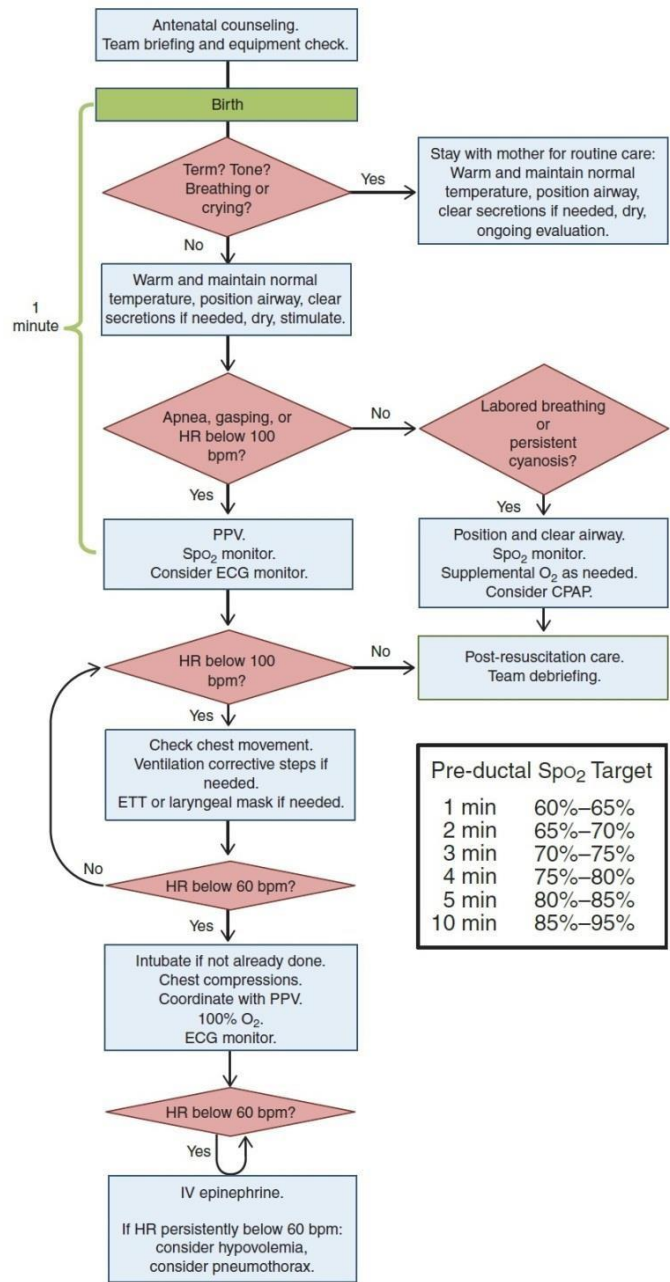 Antenatal counseling.
Team briefing and equipment check.
Birth
Term? Tone?
Breathing or
crying?
Yes
Stay with mother for routine care:
Warm and maintain normal
temperature, position airway,
clear secretions if needed, dry,
ongoing evaluation.
No
1
minute
Warm and maintain normal
temperature, position airway, clear
secretions if needed, dry, stimulate.
Apnea, gasping, or
HR below 100
bpm?
No
Labored breathing
or
persistent
cyanosis?
Yes
Yes
PPV.
SpO₂ monitor.
Consider ECG monitor.
Position and clear airway.
SpO₂ monitor.
Supplemental O₂ as needed.
Consider CPAP.
HR below 100
bpm?
No
Post-resuscitation care.
Team debriefing.
Yes
Check chest movement.
Ventilation corrective steps if
needed.
ETT or laryngeal mask if needed.
Pre-ductal SpO₂ Target
1 min 60%–65%
2 min 65%–70%
3 min 70%–75%
4 min 75%–80%
5 min 80%–85%
10 min 85%–95%
No
HR below 60 bpm?
Yes
Intubate if not already done.
Chest compressions.
Coordinate with PPV.
100% O₂.
ECG monitor.
HR below 60 bpm?
Yes
IV epinephrine.
If HR persistently below 60 bpm:
consider hypovolemia,
consider pneumothorax.